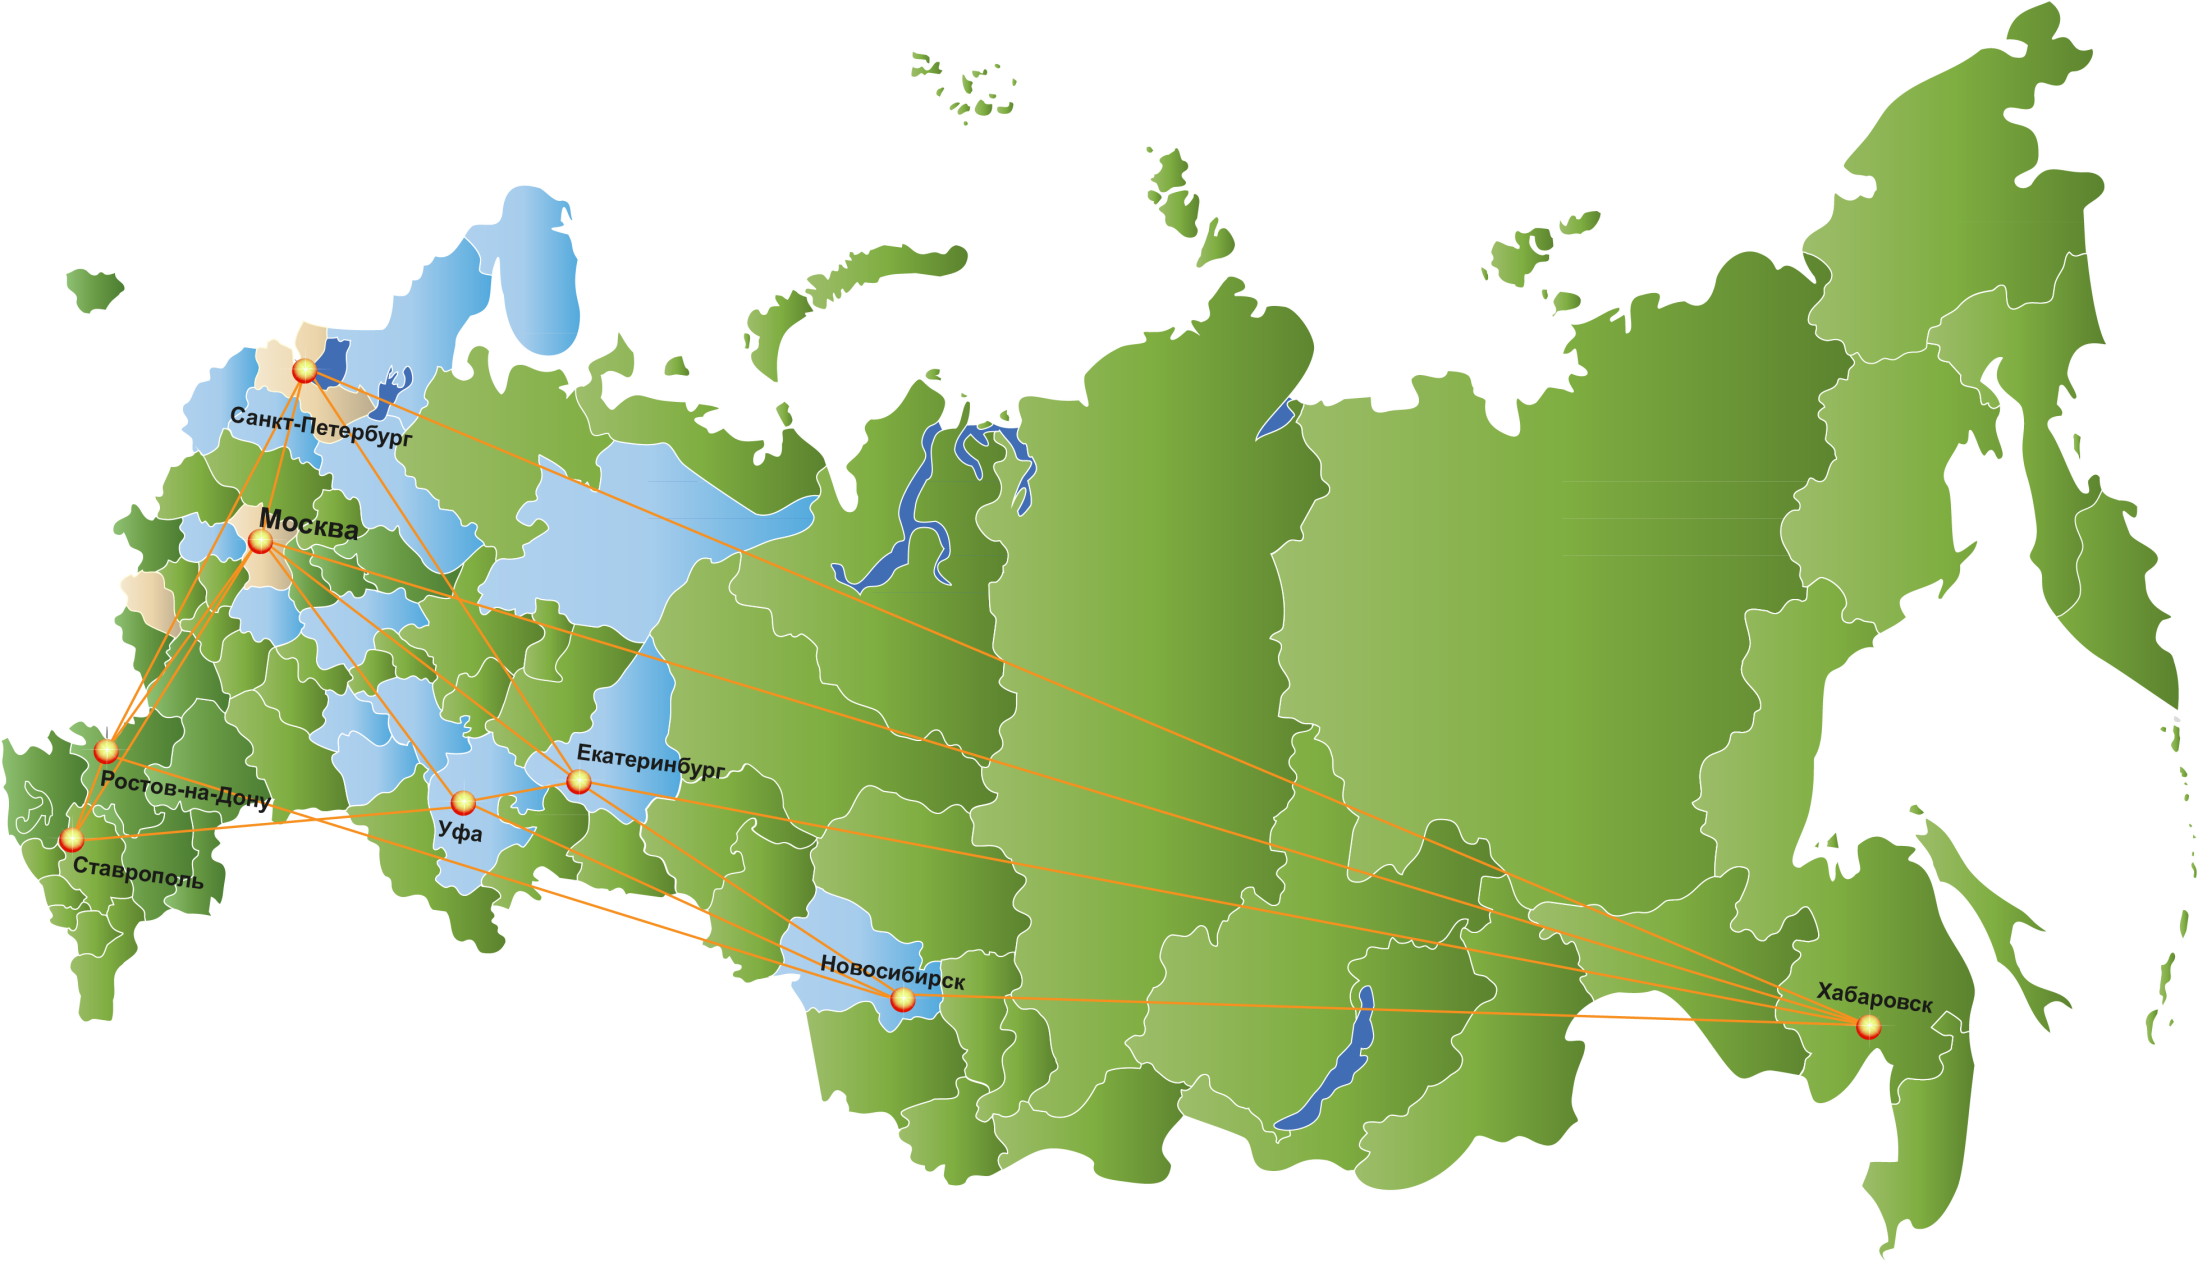 Санкт-Петербург
Москва
Екатеринбург
Ростов-на-Дону
Уфа
Ставрополь
Новосибирск
Хабаровск